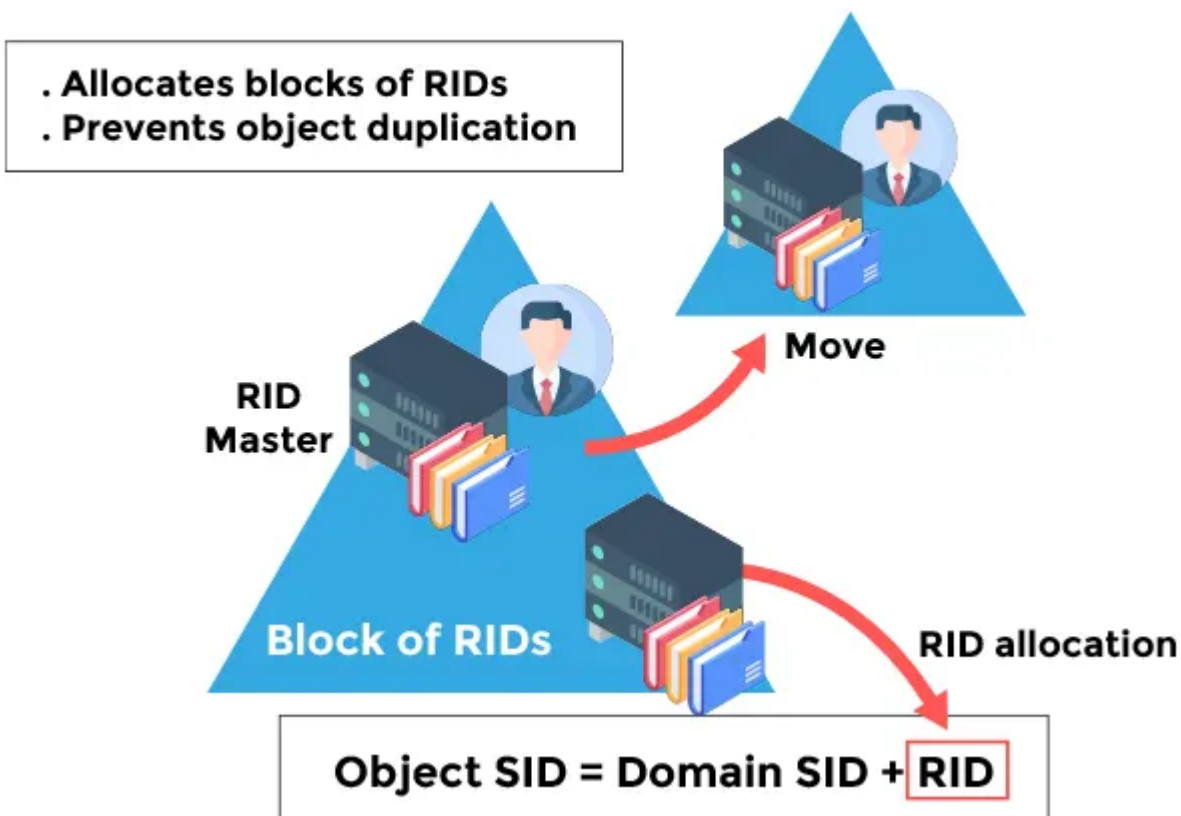 . Allocates blocks of RIDs
. Prevents object duplication
Move
RID
Master
Block of RIDs
RID allocation
Object SID = Domain SID + RID